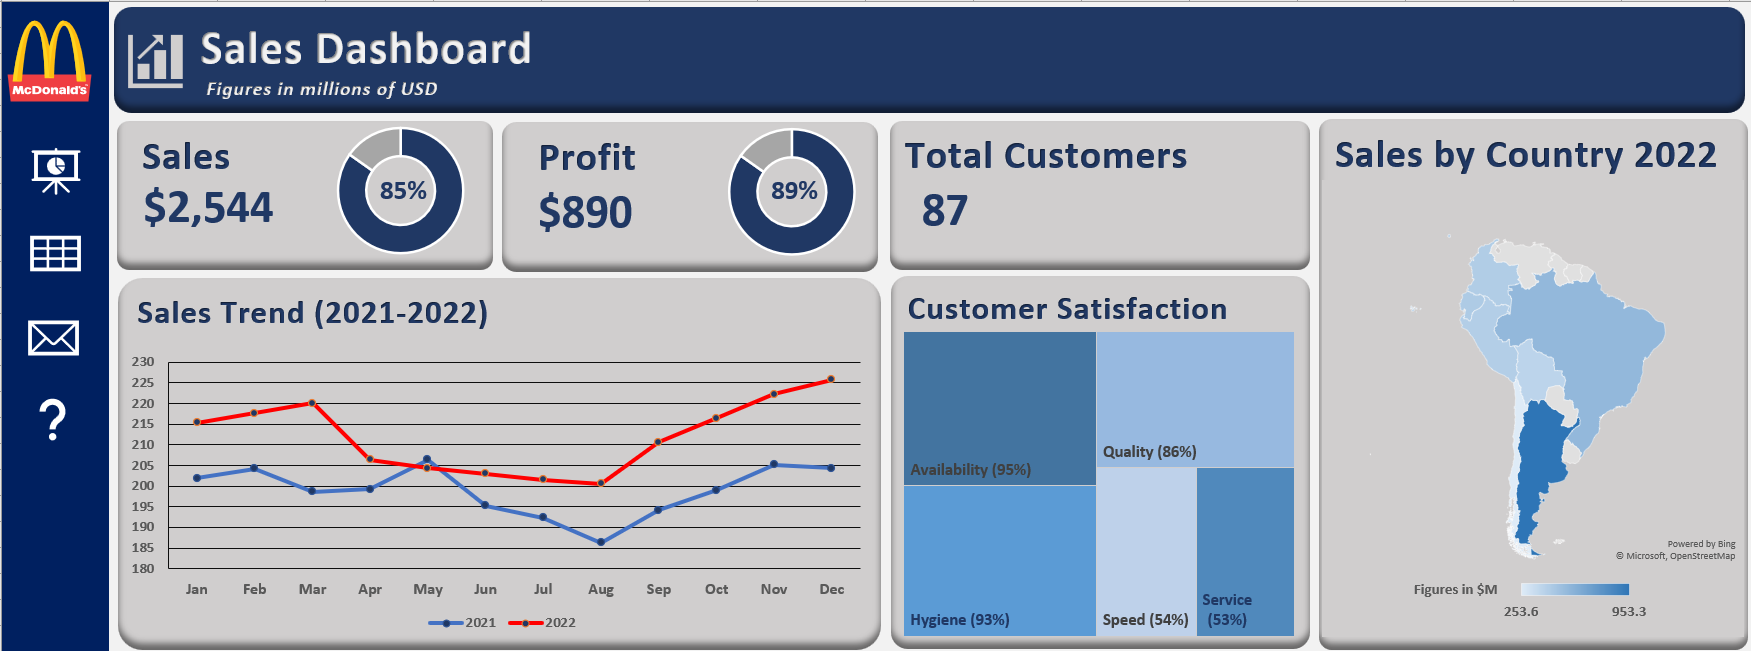 McDonald's
Sales Dashboard
Figures in millions of USD
Sales
$2,544
85%
Profit
$890
89%
Total Customers
87
Sales by Country 2022
Powered by Bing
© Microsoft, OpenStreetMap
Figures in $M
253.6 953.3
Sales Trend (2021-2022)
230
225
220
215
210
205
200
195
190
185
180
Jan Feb Mar Apr May Jun Jul Aug Sep Oct Nov Dec
2021 2022
Customer Satisfaction
Availability (95%)
Quality (86%)
Hygiene (93%)
Speed (54%)
Service
(53%)
?